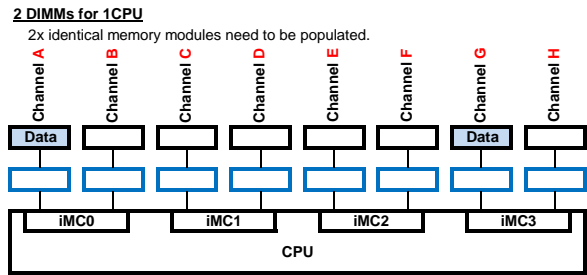 2 DIMMs for 1CPU
2x identical memory modules need to be populated.
Channel A
Channel B
Channel C
Channel D
Channel E
Channel F
Channel G
Channel H
Data
Data
iMC0
iMC1
iMC2
iMC3
CPU